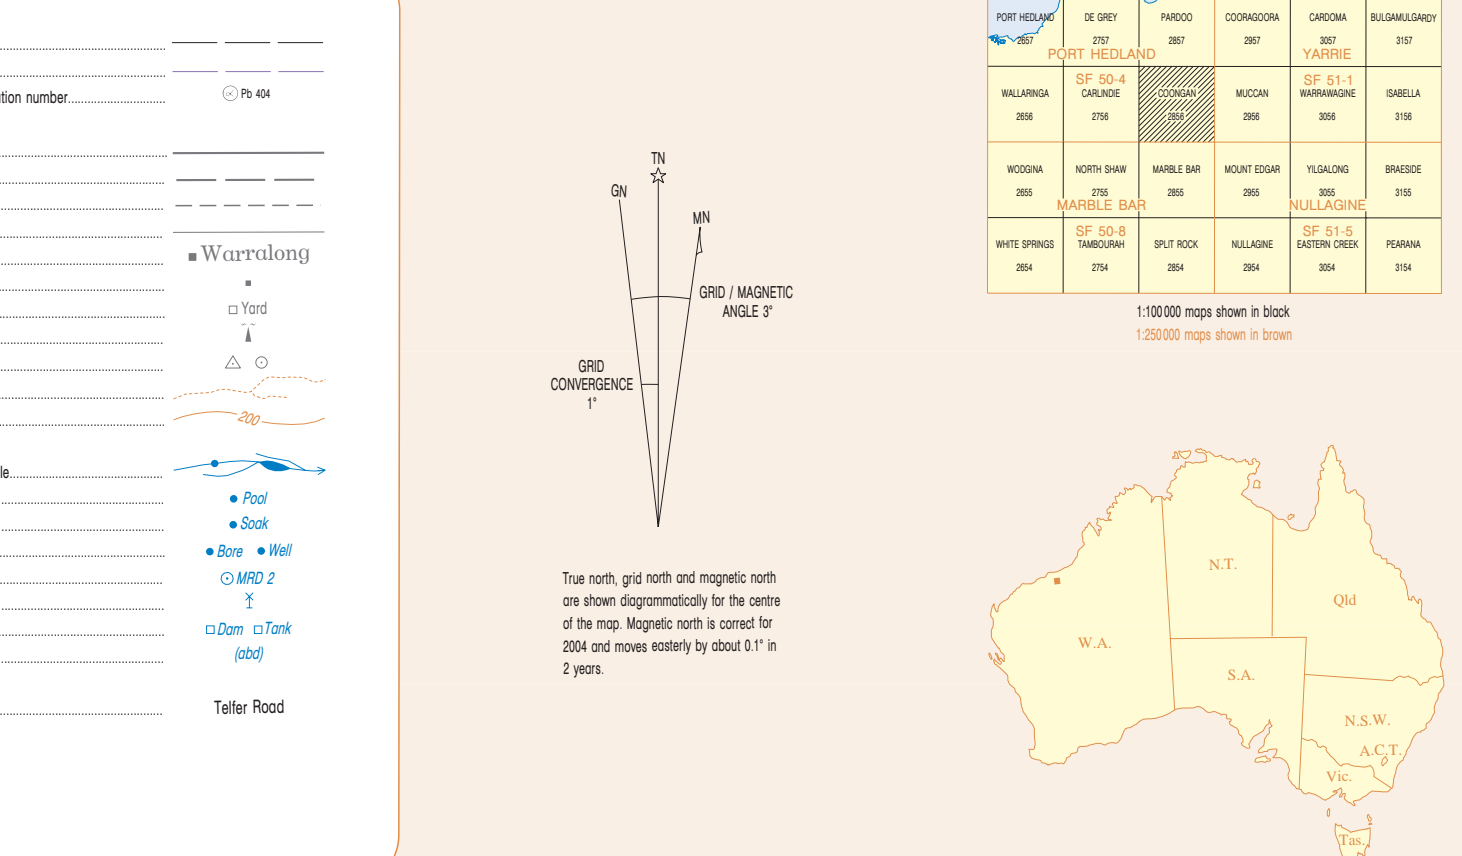 ation number
Pb 404
Warralong
Yard
200
le
Pool
Soak
Bore Well
MRD 2
Dam Tank
(abd)
Telfer Road
TN
GN
MN
GRID / MAGNETIC
ANGLE 3°
GRID
CONVERGENCE
1°
True north, grid north and magnetic north
are shown diagrammatically for the centre
of the map. Magnetic north is correct for
2004 and moves easterly by about 0.1° in
2 years.
PORT HEDLAND DE GREY PARDOO COORAGOORA CARDOMA BULGAMULGARDY
2657 2757 2857 2957 3057 3157
PORT HEDLAND YARRIE
SF 50-4 SF 51-1
WALLARINGA CARLINDIE COONGAN MUCCAN WARRAWAGINE ISABELLA
2656 2756 2856 2956 3056 3156
WODGINA NORTH SHAW MARBLE BAR MOUNT EDGAR YILGALONG BRAESIDE
2655 2755 2855 2955 3055 3155
MARBLE BAR NULLAGINE
SF 50-8 SF 51-5
WHITE SPRINGS TAMBOURAH SPLIT ROCK NULLAGINE EASTERN CREEK PEARANA
2654 2754 2854 2954 3054 3154
1:100 000 maps shown in black
1:250 000 maps shown in brown
N.T.
Qld
W.A.
S.A.
N.S.W.
A.C.T.
Vic.
Tas.